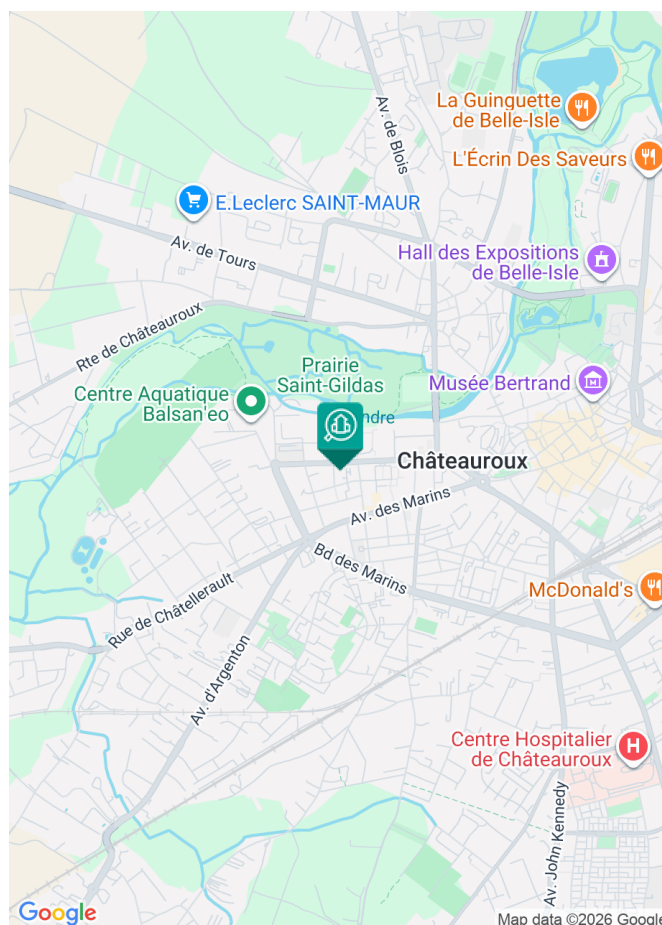 Av. de Blois
La Guinguette
de Belle-Isle
L'Écrin Des Saveurs
E.Leclerc SAINT-MAUR
Av. de Tours
Hall des Expositions
de Belle-Isle
Rte de Châteauroux
Prairie
Saint-Gildas
Musée Bertrand
Centre Aquatique
Balsan'eo
ndre
Châteauroux
Av. des Marins
Bd des Marins
McDonald's
Rue de Châtellerault
Av. d'Argenton
Centre Hospitalier
de Châteauroux
H
Av. John Kennedy
Google
Map data ©2026 Google